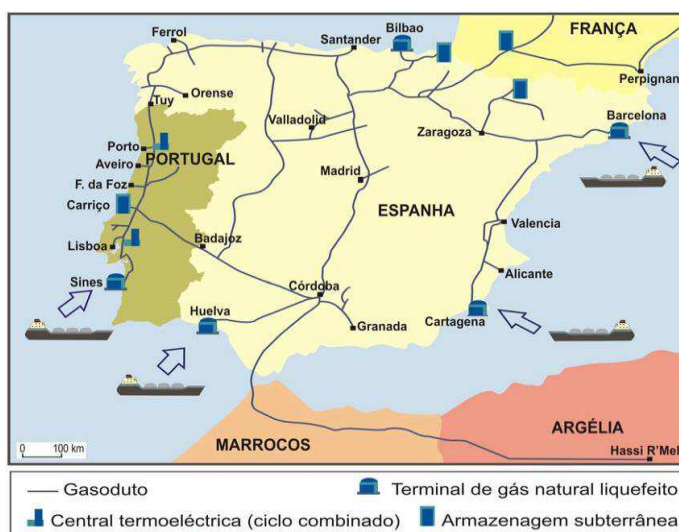 Ferrol
Santander
Bilbao
FRANÇA
Perpignan
Orense
Tuy
Barcelona
Valladolid
Zaragoza
Porto
PORTUGAL
Aveiro
Madrid
F. da Foz
ESPANHA
Carriço
Valencia
Badajoz
Lisboa
Alicante
Sines
Córdoba
Huelva
Cartagena
Granada
ARGÉLIA
MARROCOS
0 100 km
Hassi R'Mel
Gasoduto
Terminal de gás natural liquefeito
Central termoeléctrica (ciclo combinado)
Armazenagem subterrânea